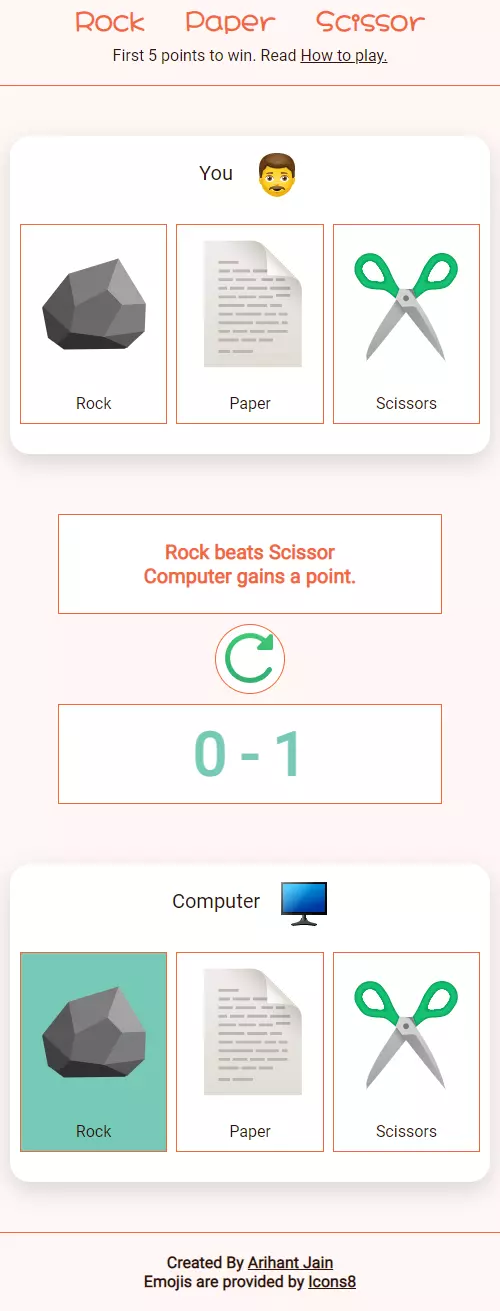 Rock Paper Scissor
First 5 points to win. Read How to play.
You
Rock
Paper
Scissors
Rock beats Scissor
Computer gains a point.
0 - 1
Computer
Rock
Paper
Scissors
Created By Arihant Jain
Emojis are provided by Icons8